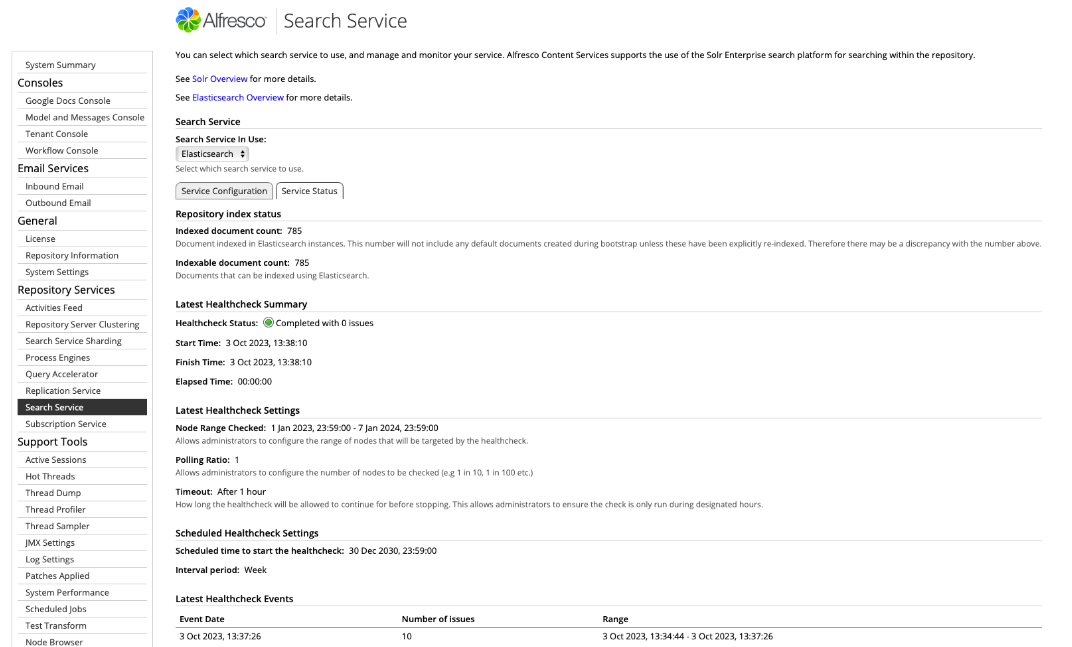 Alfresco Search Service
System Summary
Consoles
Google Docs Console
Model and Messages Console
Tenant Console
Workflow Console
Email Services
Inbound Email
Outbound Email
General
License
Repository Information
System Settings
Repository Services
Activities Feed
Repository Server Clustering
Search Service Sharding
Process Engines
Query Accelerator
Replication Service
Search Service
Subscription Service
Support Tools
Active Sessions
Hot Threads
Thread Dump
Thread Profiler
Thread Sampler
JMX Settings
Log Settings
Patches Applied
System Performance
Scheduled Jobs
Test Transform
Node Browser
You can select which search service to use, and manage and monitor your service. Alfresco Content Services supports the use of the Solr Enterprise search platform for searching within the repository.
See Solr Overview for more details.
See Elasticsearch Overview for more details.
Search Service
Search Service In Use:
Elasticsearch
Select which search service to use.
Service Configuration Service Status
Repository index status
Indexed document count: 785
Document indexed in Elasticsearch instances. This number will not include any default documents created during bootstrap unless these have been explicitly re-indexed. Therefore there may be a discrepancy with the number above.
Indexable document count: 785
Documents that can be indexed using Elasticsearch.
Latest Healthcheck Summary
Healthcheck Status: Completed with 0 issues
Start Time: 3 Oct 2023, 13:38:10
Finish Time: 3 Oct 2023, 13:38:10
Elapsed Time: 00:00:00
Latest Healthcheck Settings
Node Range Checked: 1 Jan 2023, 23:59:00 - 7 Jan 2024, 23:59:00
Allows administrators to configure the range of nodes that will be targeted by the healthcheck.
Polling Ratio: 1
Allows administrators to configure the number of nodes to be checked (e.g 1 in 10, 1 in 100 etc.)
Timeout: After 1 hour
How long the healthcheck will be allowed to continue for before stopping. This allows administrators to ensure the check is only run during designated hours.
Scheduled Healthcheck Settings
Scheduled time to start the healthcheck: 30 Dec 2030, 23:59:00
Interval period: Week
Latest Healthcheck Events
Event Date Number of issues Range
3 Oct 2023, 13:37:26 10 3 Oct 2023, 13:34:44 - 3 Oct 2023, 13:37:26